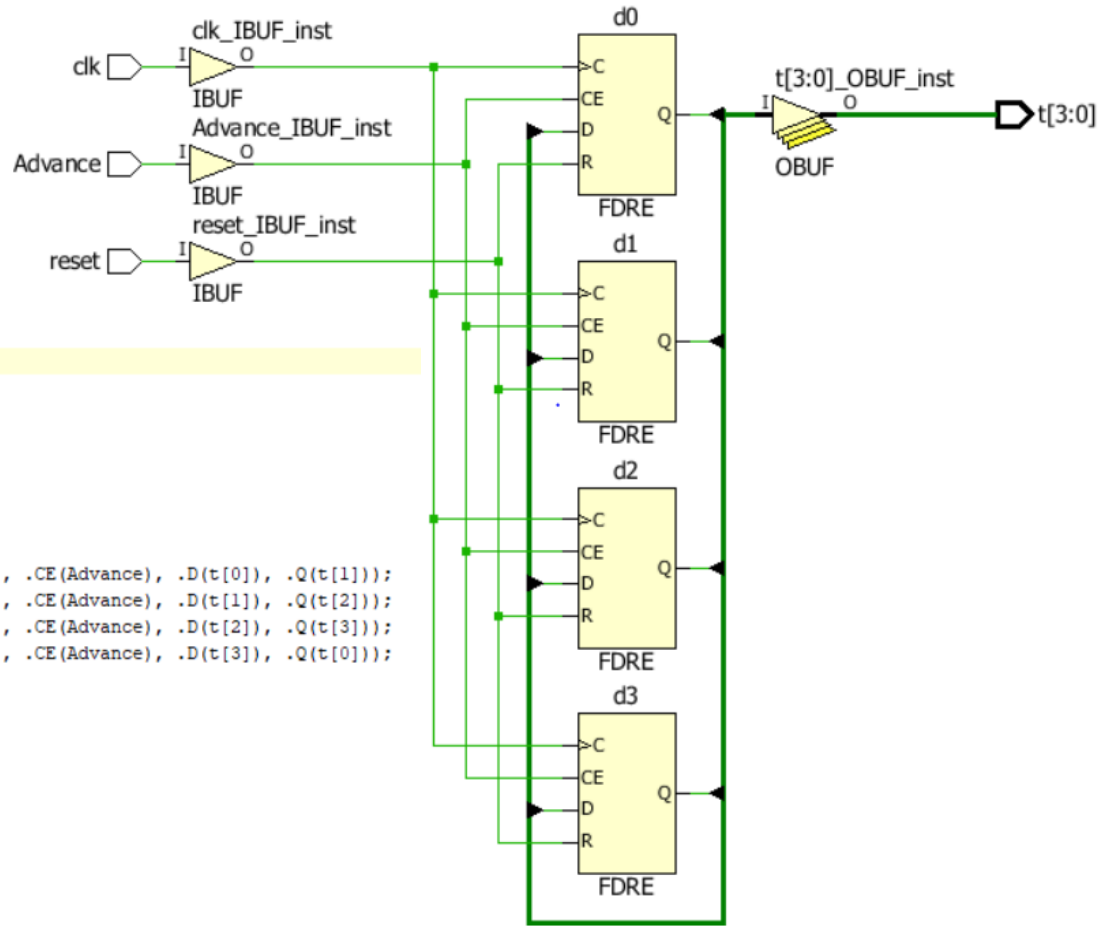 d0
clk_IBUF_inst
clk
I
O
IBUF
C
CE
D
R
Q
FDRE
t[3:0]_OBUF_inst
I
O
OBUF
t[3:0]
Advance_IBUF_inst
Advance
I
O
IBUF
reset_IBUF_inst
reset
I
O
IBUF
d1
C
CE
D
R
Q
FDRE
d2
C
CE
D
R
Q
FDRE
, .CE(Advance), .D(t[0]), .Q(t[1]));
, .CE(Advance), .D(t[1]), .Q(t[2]));
, .CE(Advance), .D(t[2]), .Q(t[3]));
, .CE(Advance), .D(t[3]), .Q(t[0]));
d3
C
CE
D
R
Q
FDRE